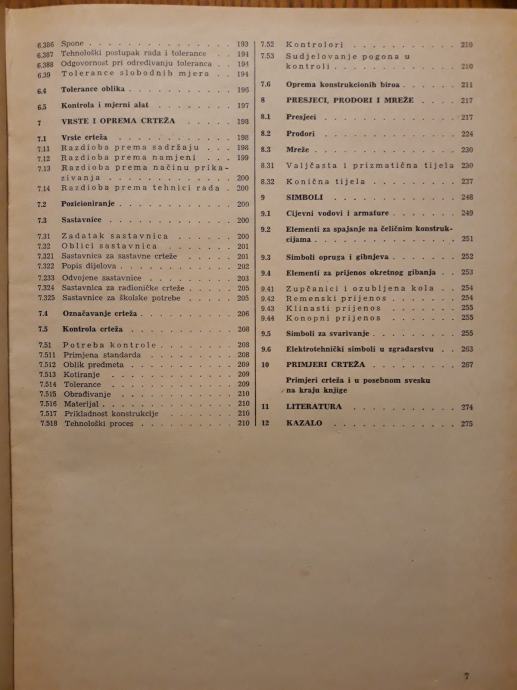 6.386 Spone . . . . . . . . . . . . . . . 193
6.387 Tehnološki postupak rada i tolerance . . 194
6.388 Odgovornost pri određivanju toleranca . . 194
6.39 Tolerance slobodnih mjera . . . 194
6.4 Tolerance oblika . . . . . . . . . . . 196
6.5 Kontrola i mjerni alat . . . . . . . . 197
7 VRSTE I OPREMA CRTEŽA . . . . . 198
7.1 Vrste crteža . . . . . . . . . . . . . 198
7.11 Razdioba prema sadržaju . . . . 198
7.12 Razdioba prema namjeni . . . . 199
7.13 Razdioba prema načinu prika-
zivanja . . . . . . . . . . . . . 200
7.14 Razdioba prema tehnici rada . 200
7.2 Pozicioniranje . . . . . . . . . . . . 200
7.3 Sastavnice . . . . . . . . . . . . . . 200
7.31 Zadatak sastavnica . . . . . . . 200
7.32 Oblici sastavnica . . . . . . . . 201
7.321 Sastavnica za sastavne crteže . . . . . 201
7.322 Popis dijelova . . . . . . . . . . . . 202
7.233 Odvojene sastavnice . . . . . . . . . 203
7.324 Sastavnica za radioničke crteže . . . . . 205
7.325 Sastavnice za školske potrebe . . . . . 205
7.4 Označavanje crteža . . . . . . . . . 206
7.5 Kontrola crteža . . . . . . . . . . . 208
7.51 Potreba kontrole . . . . . . . . 208
7.511 Primjena standarda . . . . . . . . . 208
7.512 Oblik predmeta . . . . . . . . . . . 209
7.513 Kotiranje . . . . . . . . . . . . . . 209
7.514 Tolerance . . . . . . . . . . . . . . 209
7.515 Obrađivanje . . . . . . . . . . . . . 210
7.516 Materijal . . . . . . . . . . . . . . 210
7.517 Prikladnost konstrukcije . . . . . . . 210
7.518 Tehnološki proces . . . . . . . . . . 210
7.52 Kontrolori . . . . . . . . . . . 210
7.53 Sudjelovanje pogona u
kontroli . . . . . . . . . . . . 210
7.6 Oprema konstrukcionih biroa . . . . . 211
8 PRESJECI, PRODORI I MREŽE . . . . 217
8.1 Presjeci . . . . . . . . . . . . . . . 217
8.2 Prodori . . . . . . . . . . . . . . . 224
8.3 Mreže . . . . . . . . . . . . . . . . 230
8.31 Valjčasta i prizmatična tijela 230
8.32 Konična tijela . . . . . . . . . 237
9 SIMBOLI . . . . . . . . . . . . . . 248
9.1 Cijevni vodovi i armature . . . . . . . 249
9.2 Elementi za spajanje na čeličnim konstruk-
cijama . . . . . . . . . . . . . . . 251
9.3 Simboli opruga i gibnjeva . . . . . . . 252
9.4 Elementi za prijenos okretnog gibanja . . 253
9.41 Zupčanici i ozubljena kola . . 254
9.42 Remenski prijenos . . . . . . . 254
9.43 Klinasti prijenos . . . . . . . . 255
9.44 Konopni prijenos . . . . . . . 255
9.5 Simboli za svarivanje . . . . . . . . . 255
9.6 Elektrotehnički simboli u zgradarstvu . . 263
10 PRIMJERI CRTEŽA . . . . . . . . . 267
Primjeri crteža i u posebnom svesku
na kraju knjige
11 LITERATURA . . . . . . . . . . . . 274
12 KAZALO . . . . . . . . . . . . . . 275
7